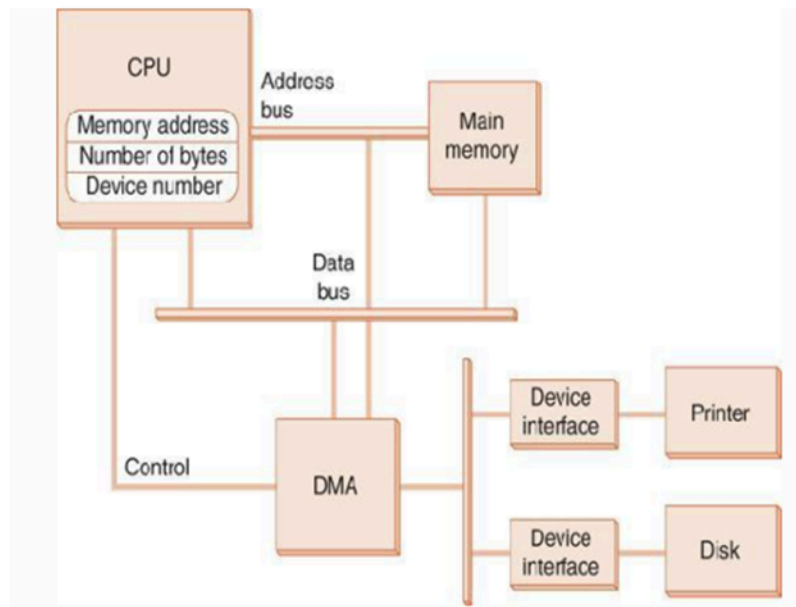 CPU
Memory address
Number of bytes
Device number
Address
bus
Main
memory
Data
bus
Control
DMA
Device
interface
Printer
Device
interface
Disk